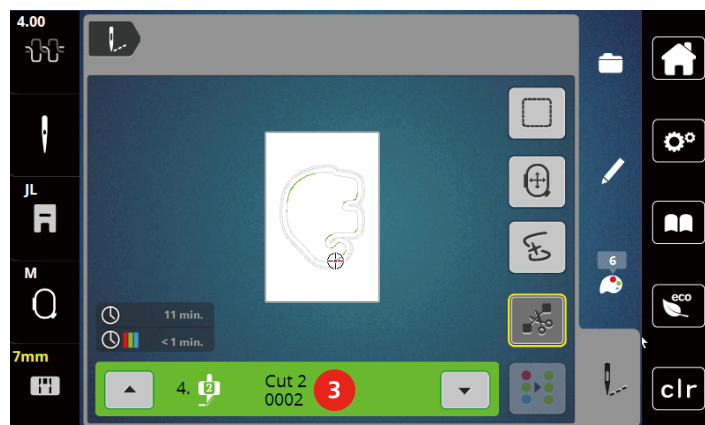 4.00
JL
M
7mm
11 min.
< 1 min.
4.
2
Cut 2
0002
3
6
eco
clr